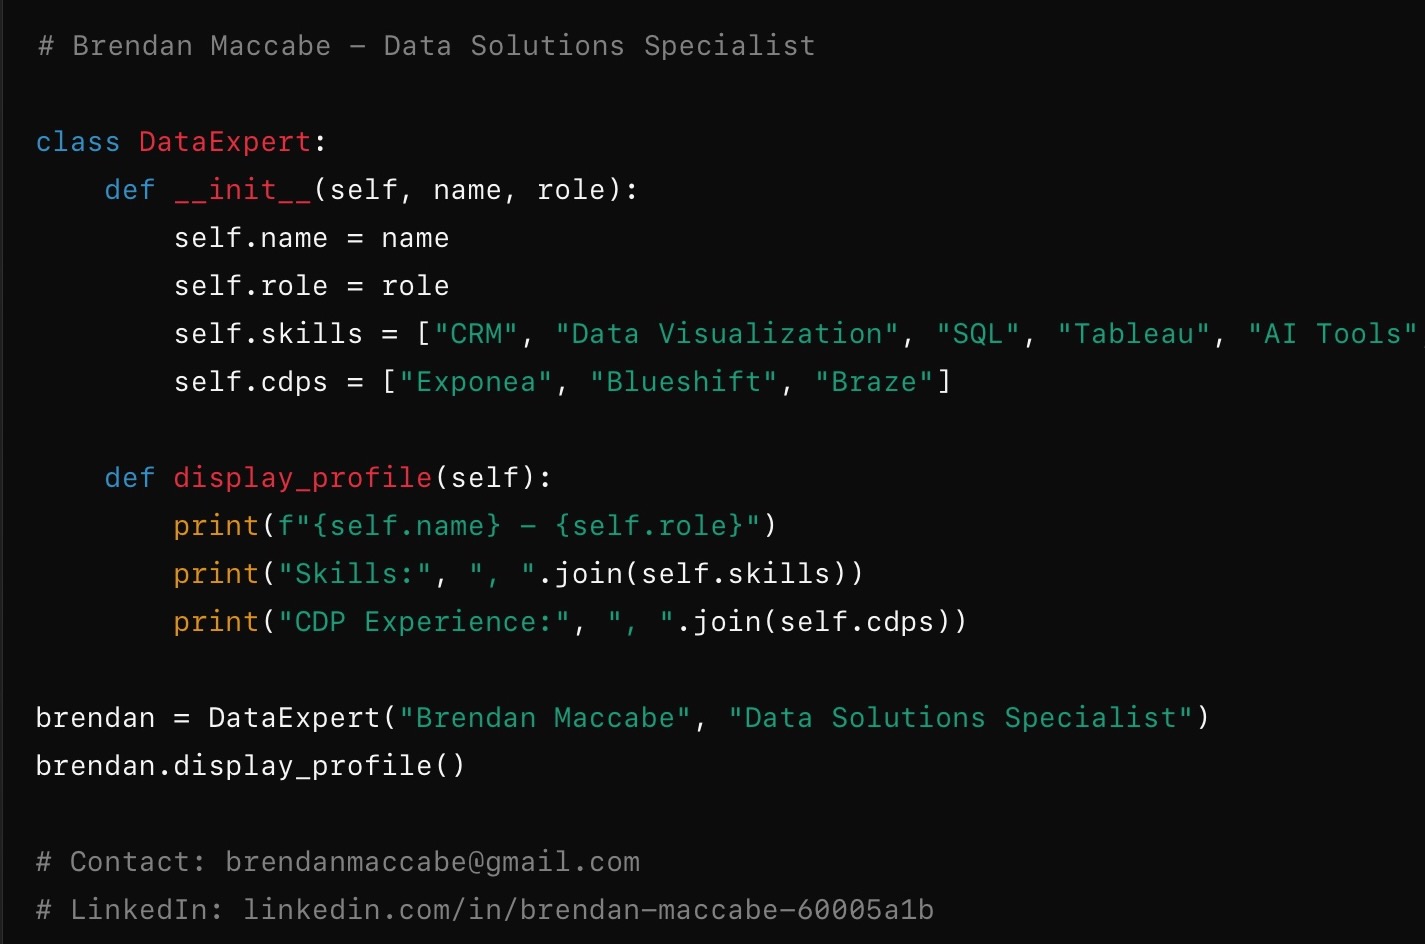 # Brendan Maccabe – Data Solutions Specialist
class DataExpert:
    def __init__(self, name, role):
        self.name = name
        self.role = role
        self.skills = ["CRM", "Data Visualization", "SQL", "Tableau", "AI Tools"
        self.cdps = ["Exponea", "Blueshift", "Braze"]
    def display_profile(self):
        print(f"{self.name} – {self.role}")
        print("Skills:", ", ".join(self.skills))
        print("CDP Experience:", ", ".join(self.cdps))
brendan = DataExpert("Brendan Maccabe", "Data Solutions Specialist")
brendan.display_profile()
# Contact: brendanmaccabe@gmail.com
# LinkedIn: linkedin.com/in/brendan-maccabe-60005a1b